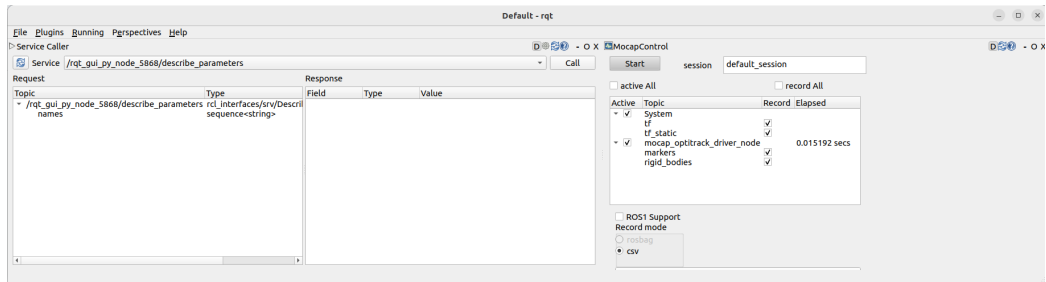 Default - rqt
File Plugins Running Perspectives Help
Service Caller
D - O X
MocapControl
D - O X
Service /rqt_gui_py_node_5868/describe_parameters Call
Start session default_session
Request
Response
active All record All
Topic Type
/rqt_gui_py_node_5868/describe_parameters rcl_interfaces/srv/Descri
names sequence<string>
Field Type Value
Active Topic Record Elapsed
System
tf
tf_static
mocap_optitrack_driver_node 0.015192 secs
markers
rigid_bodies
ROS1 Support
Record mode
rosbag
csv